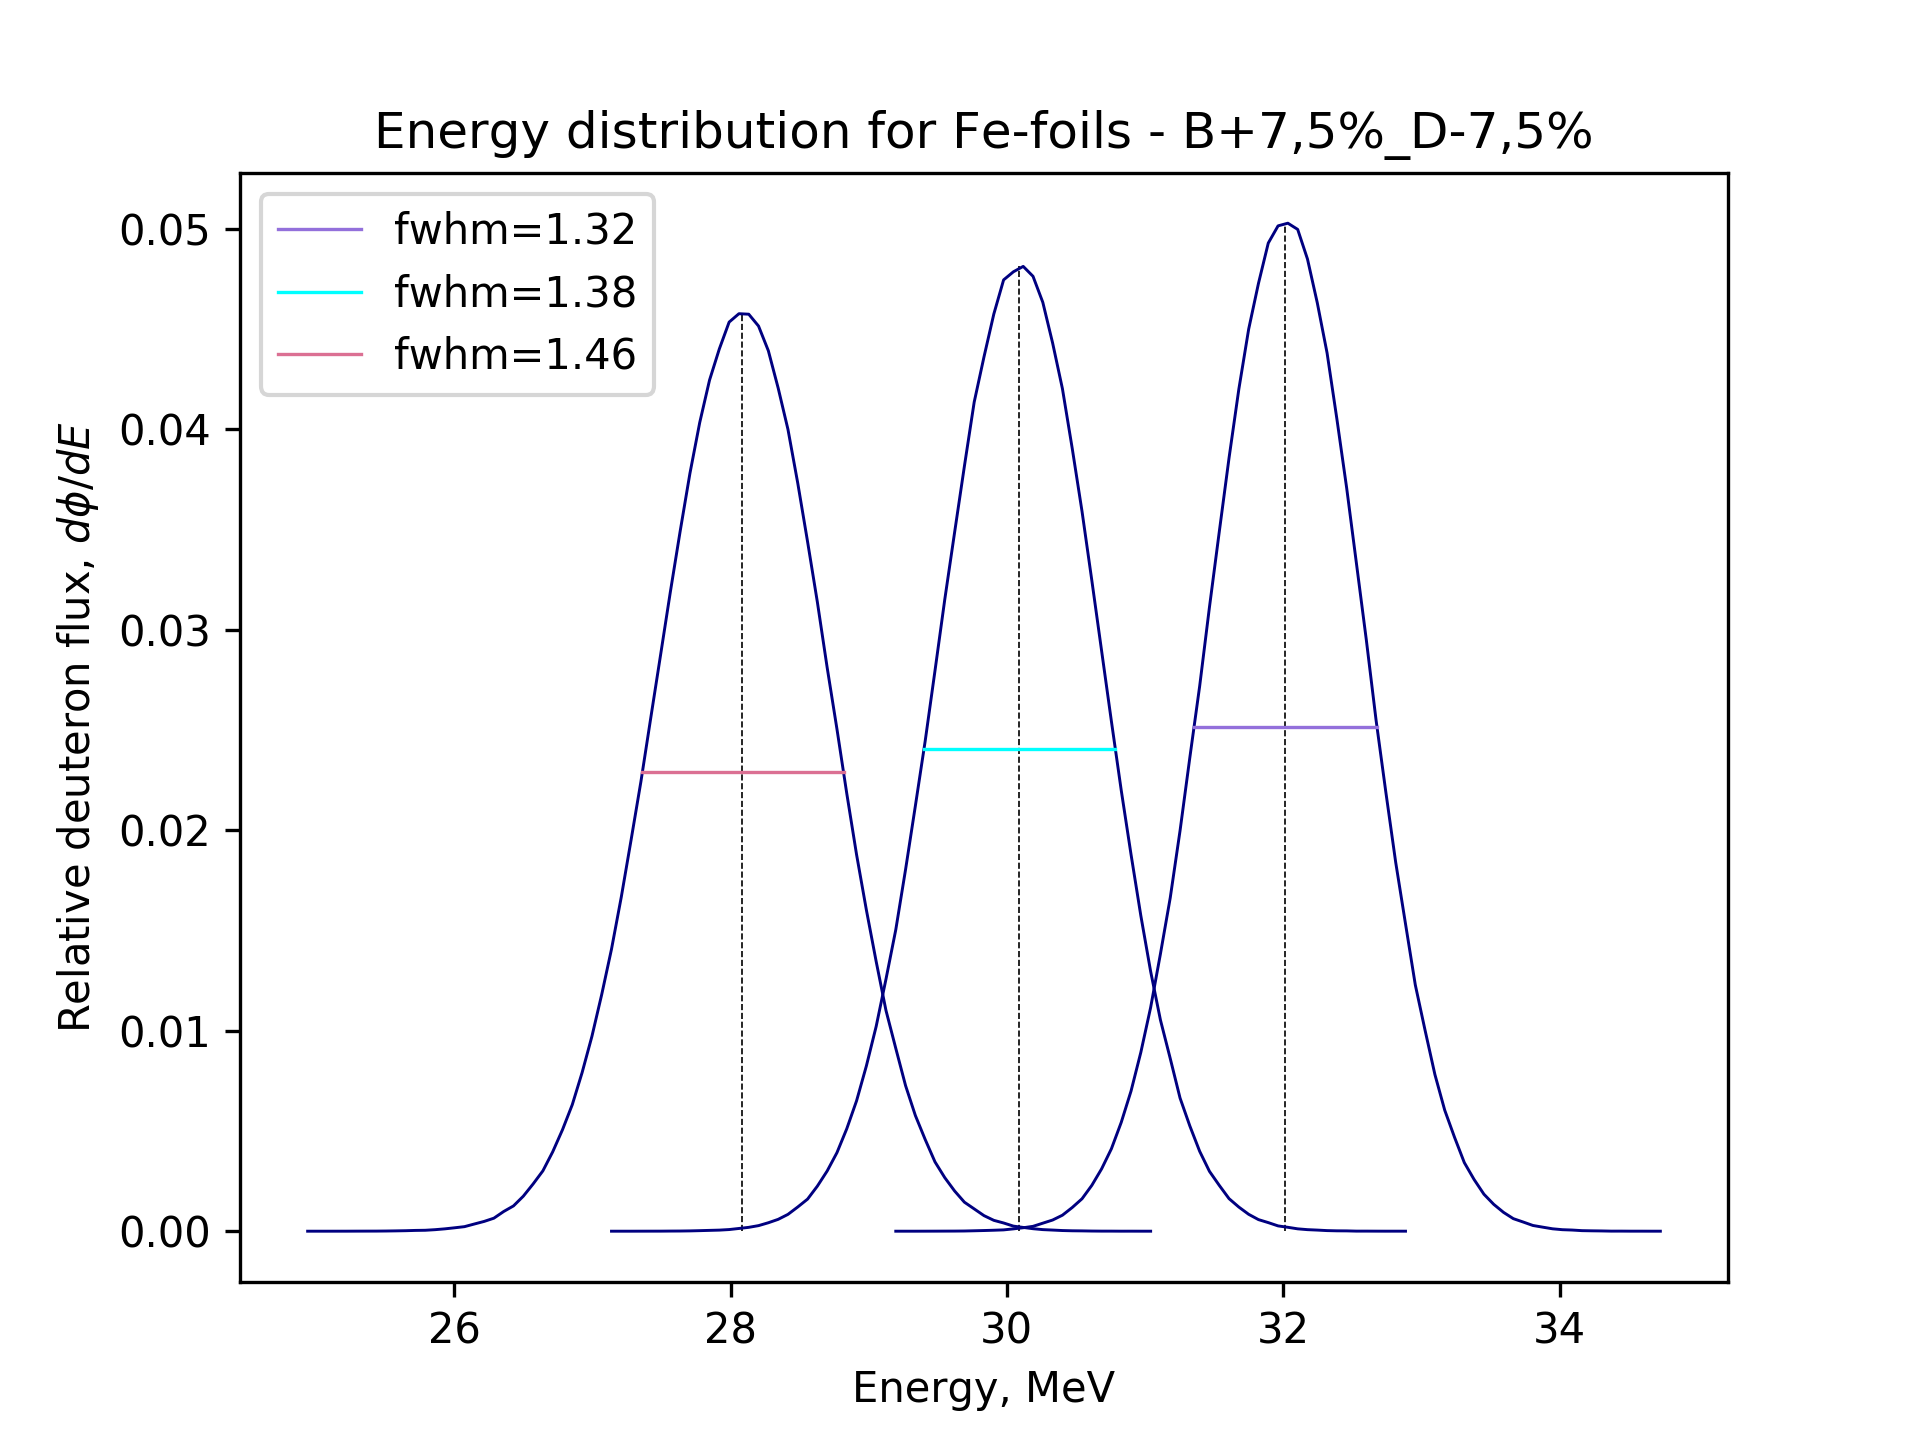 Energy distribution for Fe-foils - B+7,5%_D-7,5%
fwhm=1.32
fwhm=1.38
fwhm=1.46
0.05
0.04
0.03
0.02
0.01
0.00
Relative deuteron flux, dϕ/dE
26 28 30 32 34
Energy, MeV